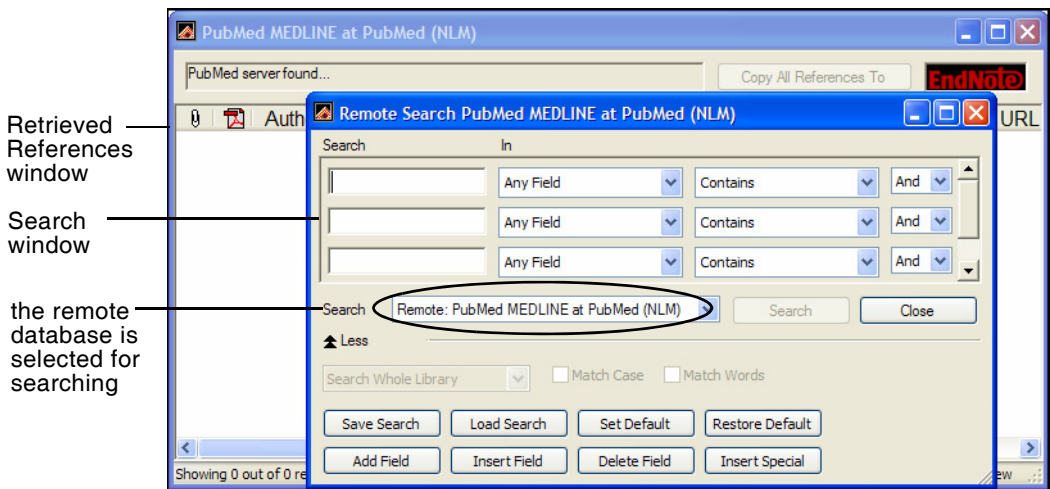 PubMed MEDLINE at PubMed (NLM)
PubMed server found...
Copy All References To
EndNote
Auth
URL
Retrieved
References
window
Remote Search PubMed MEDLINE at PubMed (NLM)
Search In
Any Field Contains And
Search
window
Any Field Contains And
Any Field Contains And
the remote
database is
selected for
searching
Search Remote: PubMed MEDLINE at PubMed (NLM) Search Close
Less
Search Whole Library Match Case Match Words
Save Search Load Search Set Default Restore Default
Add Field Insert Field Delete Field Insert Special
Showing 0 out of 0 re
ew